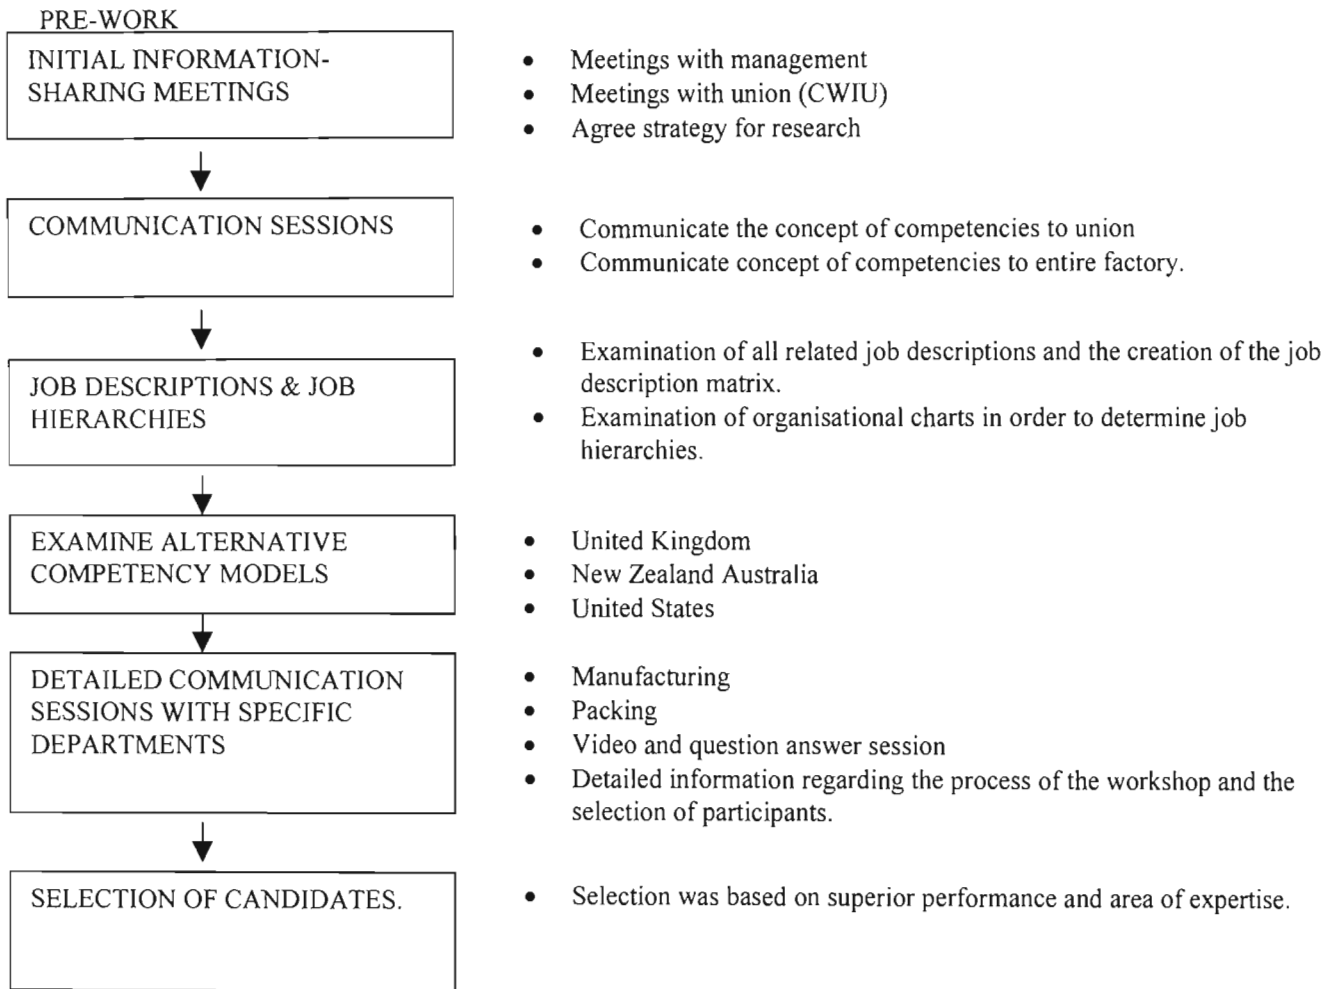 PRE-WORK
INITIAL INFORMATION-
SHARING MEETINGS
• Meetings with management
• Meetings with union (CWIU)
• Agree strategy for research
COMMUNICATION SESSIONS
• Communicate the concept of competencies to union
• Communicate concept of competencies to entire factory.
JOB DESCRIPTIONS & JOB
HIERARCHIES
• Examination of all related job descriptions and the creation of the job
description matrix.
• Examination of organisational charts in order to determine job
hierarchies.
EXAMINE ALTERNATIVE
COMPETENCY MODELS
• United Kingdom
• New Zealand Australia
• United States
DETAILED COMMUNICATION
SESSIONS WITH SPECIFIC
DEPARTMENTS
• Manufacturing
• Packing
• Video and question answer session
• Detailed information regarding the process of the workshop and the
selection of participants.
SELECTION OF CANDIDATES.
• Selection was based on superior performance and area of expertise.